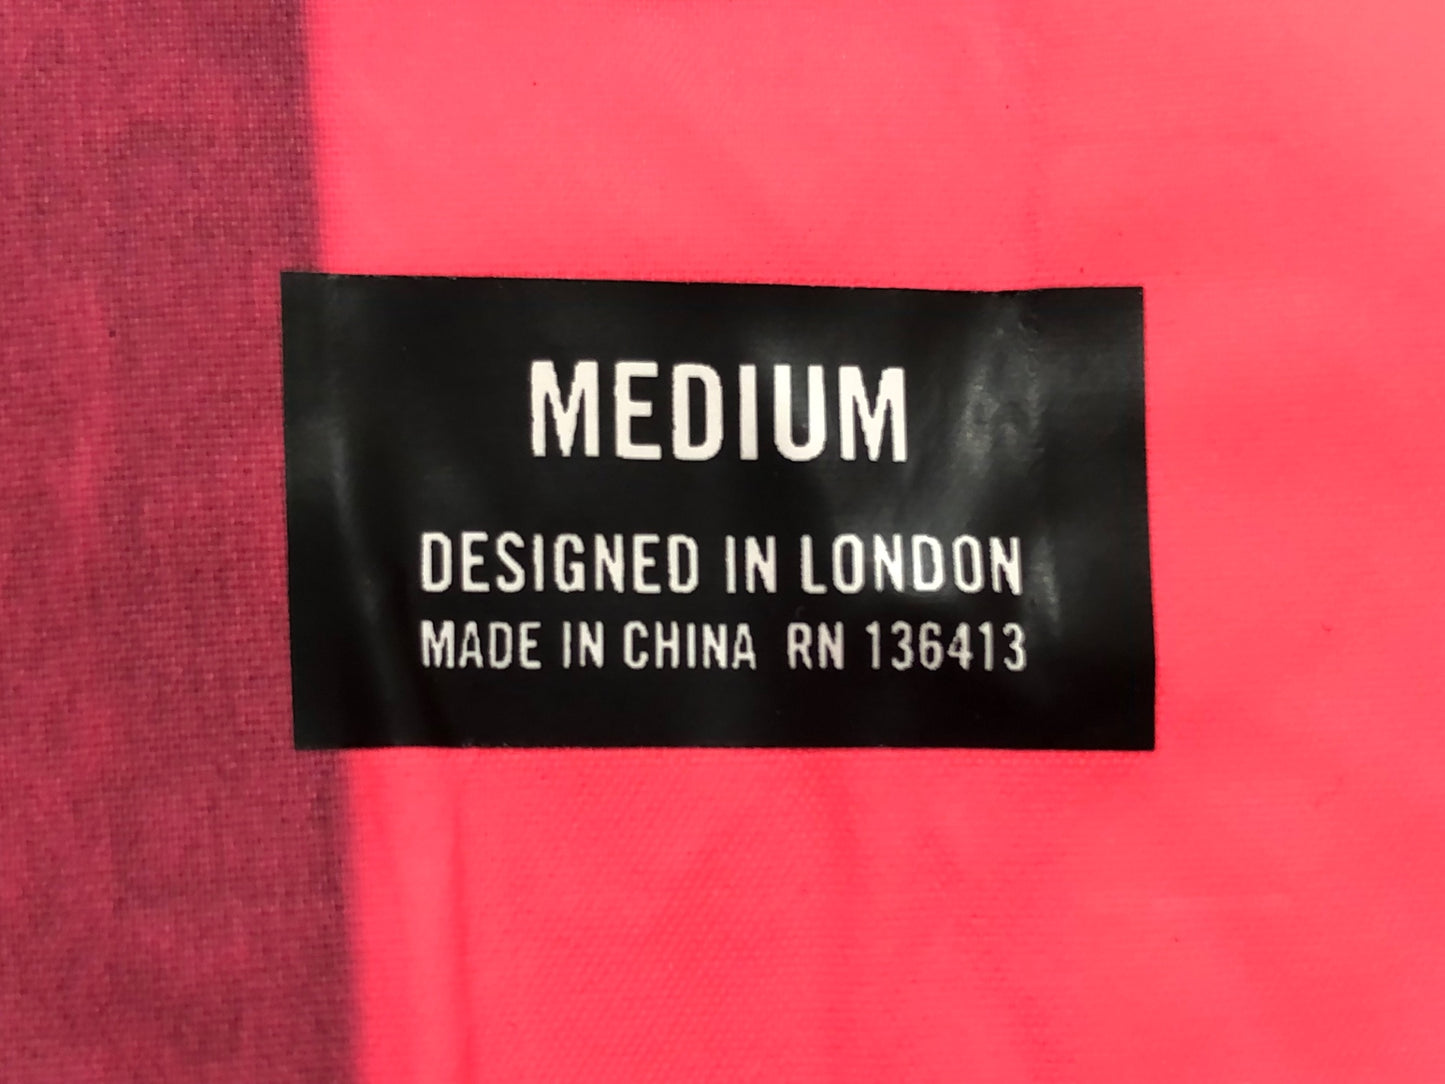 MEDIUM
DESIGNED IN LONDON
MADE IN CHINA RN 136413